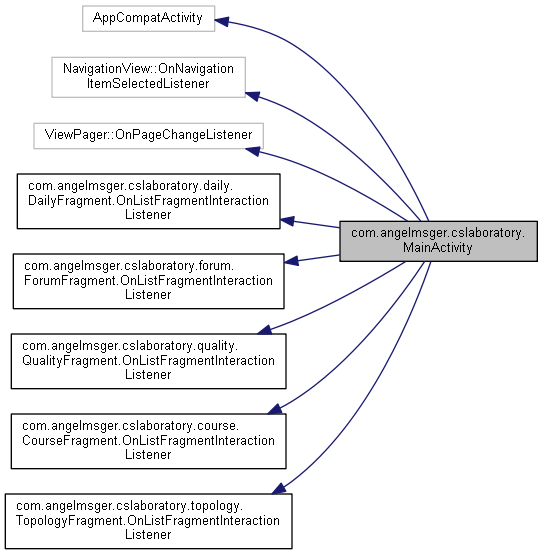 AppCompatActivity
NavigationView::OnNavigation
ItemSelectedListener
ViewPager::OnPageChangeListener
com.angelmsger.cslaboratory.daily.
DailyFragment.OnListFragmentInteraction
Listener
com.angelmsger.cslaboratory.
MainActivity
com.angelmsger.cslaboratory.forum.
ForumFragment.OnListFragmentInteraction
Listener
com.angelmsger.cslaboratory.quality.
QualityFragment.OnListFragmentInteraction
Listener
com.angelmsger.cslaboratory.course.
CourseFragment.OnListFragmentInteraction
Listener
com.angelmsger.cslaboratory.topology.
TopologyFragment.OnListFragmentInteraction
Listener